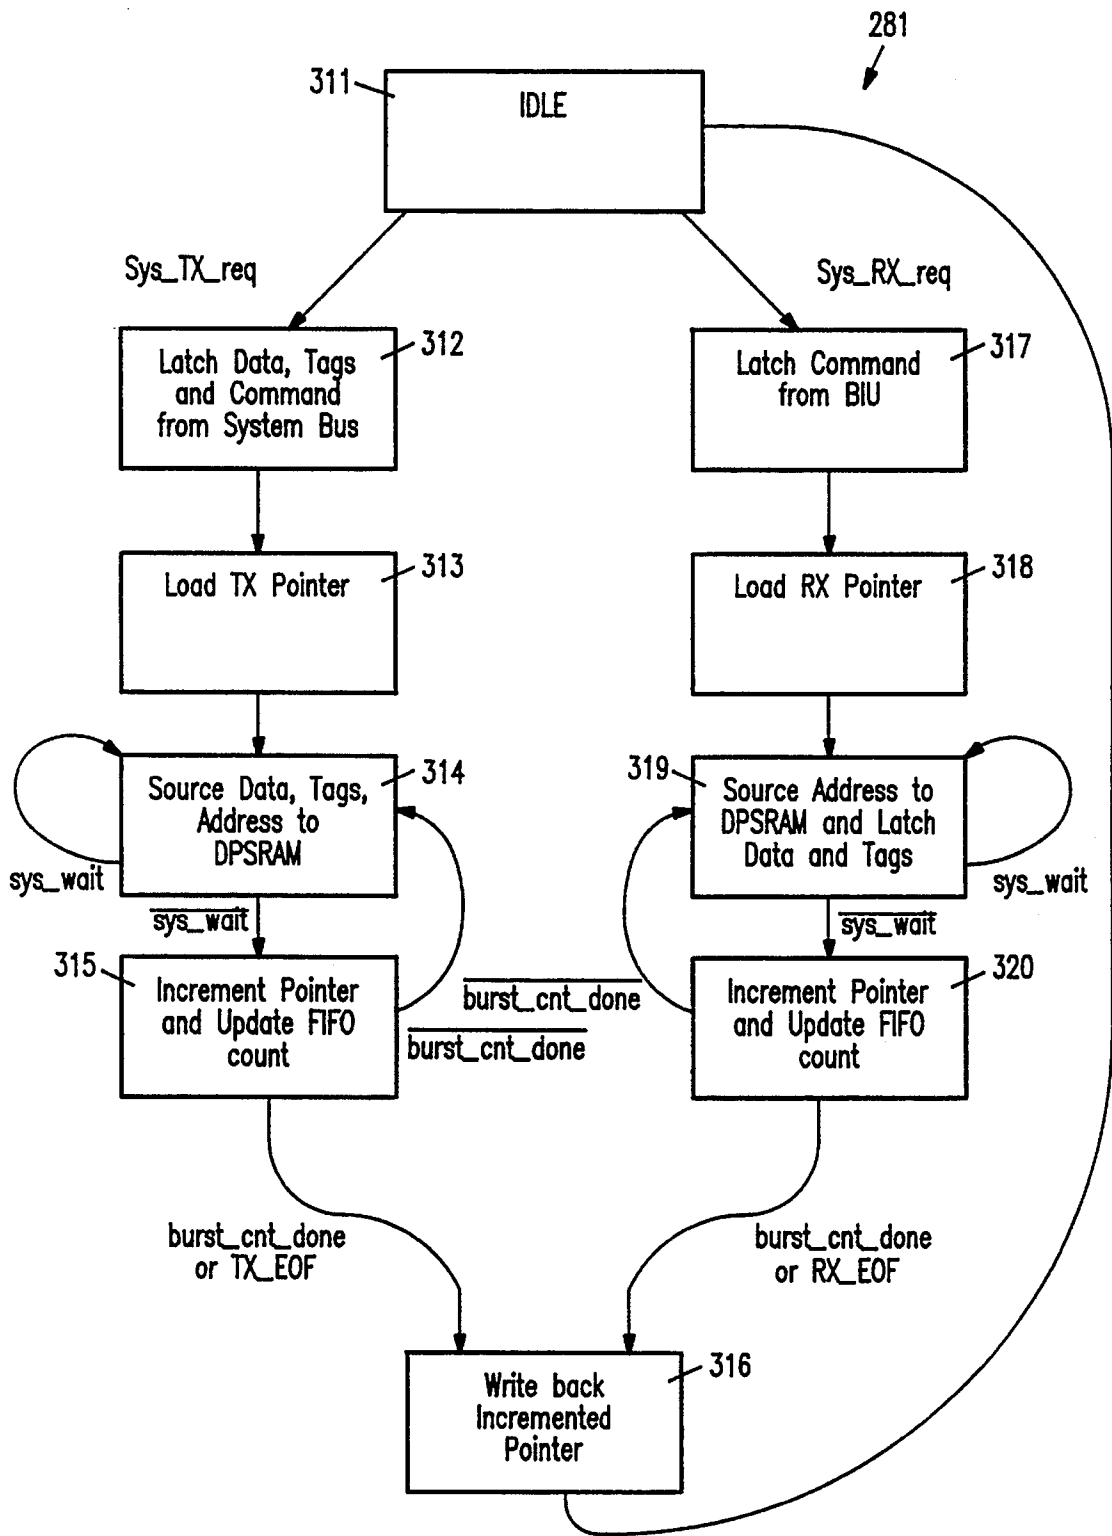 281
311
IDLE
Sys_TX_req
Sys_RX_req
312
Latch Data, Tags
and Command
from System Bus
317
Latch Command
from BIU
313
Load TX Pointer
318
Load RX Pointer
314
Source Data, Tags,
Address to
DPSRAM
319
Source Address to
DPSRAM and Latch
Data and Tags
sys_wait
sys_wait
sys_wait
sys_wait
315
Increment Pointer
and Update FIFO
count
burst_cnt_done
burst_cnt_done
320
Increment Pointer
and Update FIFO
count
burst_cnt_done
or TX_EOF
burst_cnt_done
or RX_EOF
316
Write back
Incremented
Pointer